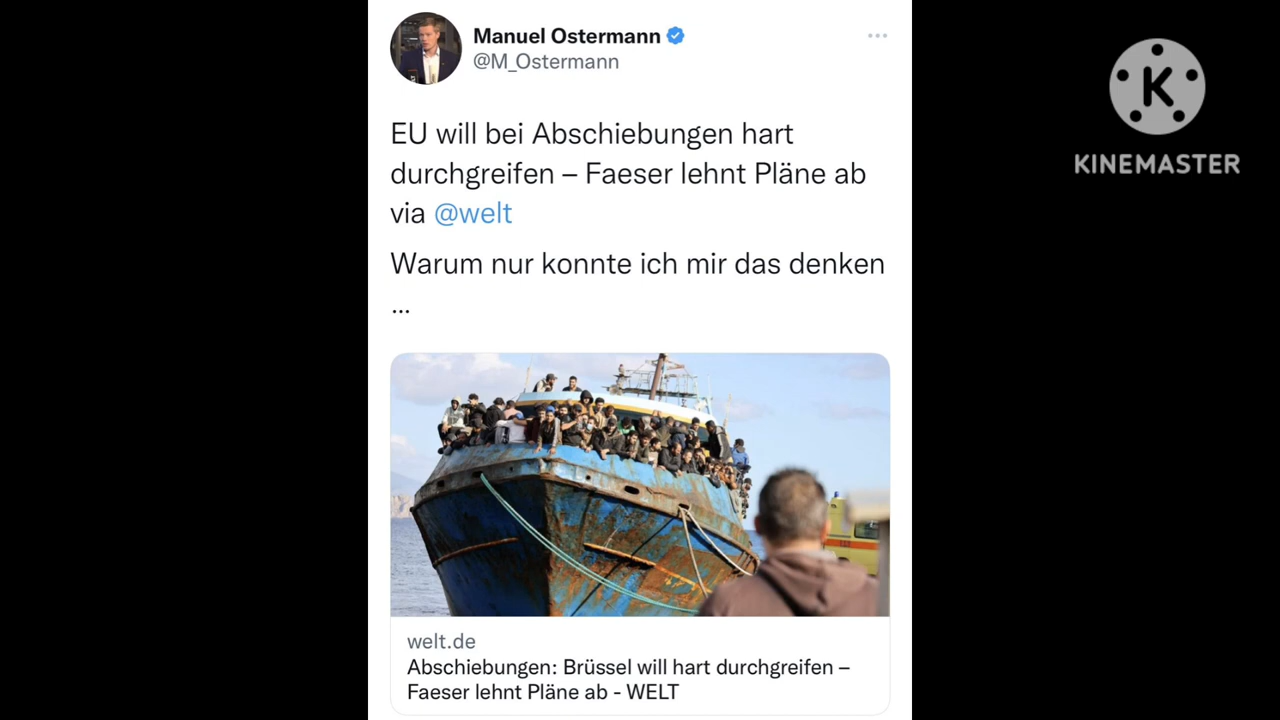 Manuel Ostermann
@M_Ostermann
EU will bei Abschiebungen hart
durchgreifen – Faeser lehnt Pläne ab
via @welt
Warum nur konnte ich mir das denken
...
welt.de
Abschiebungen: Brüssel will hart durchgreifen –
Faeser lehnt Pläne ab - WELT
K
KINEMASTER